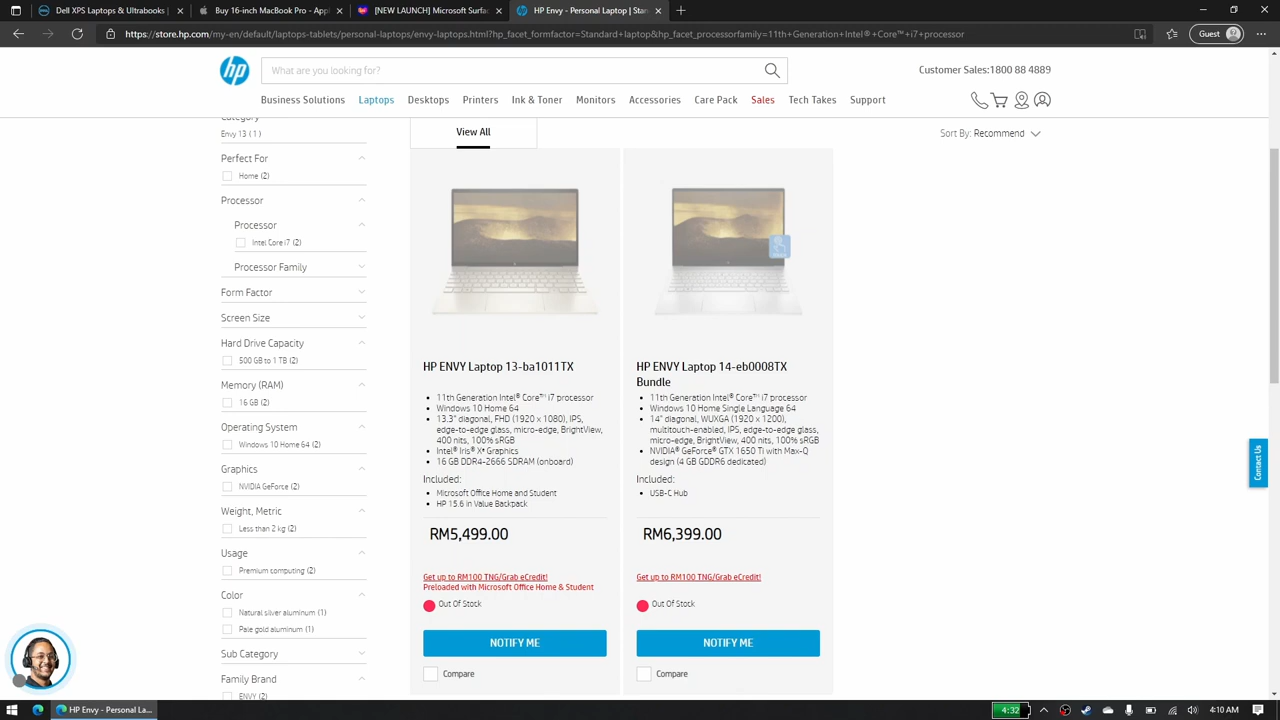 Dell XPS Laptops & Ultrabooks
Buy 16-inch MacBook Pro - Appl
[NEW LAUNCH] Microsoft Surfac
HP Envy - Personal Laptop | Stan
https://store.hp.com/my-en/default/laptops-tablets/personal-laptops/envy-laptops.html?hp_facet_formfactor=Standard+laptop&hp_facet_processorfamily=11th+Generation+Intel®+Core™+i7+processor
Guest
hp
What are you looking for?
Customer Sales:1800 88 4889
Business Solutions
Laptops
Desktops
Printers
Ink & Toner
Monitors
Accessories
Care Pack
Sales
Tech Takes
Support
Category
Envy 13 ( 1 )
Perfect For
Home (2)
Processor
Processor
Intel Core i7 (2)
Processor Family
Form Factor
Screen Size
Hard Drive Capacity
500 GB to 1 TB (2)
Memory (RAM)
16 GB (2)
Operating System
Windows 10 Home 64 (2)
Graphics
NVIDIA GeForce (2)
Weight, Metric
Less than 2 kg (2)
Usage
Premium computing (2)
Color
Natural silver aluminum (1)
Pale gold aluminum (1)
Sub Category
Family Brand
ENVY (2)
View All
Sort By: Recommend
HP ENVY Laptop 13-ba1011TX
11th Generation Intel® Core™ i7 processor
Windows 10 Home 64
13.3" diagonal, FHD (1920 x 1080), IPS,
edge-to-edge glass, micro-edge, BrightView,
400 nits, 100% sRGB
Intel® Iris® Xᵉ Graphics
16 GB DDR4-2666 SDRAM (onboard)
Included:
Microsoft Office Home and Student
HP 15.6 in Value Backpack
RM5,499.00
Get up to RM100 TNG/Grab eCredit!
Preloaded with Microsoft Office Home & Student
Out Of Stock
NOTIFY ME
Compare
HP ENVY Laptop 14-eb0008TX
Bundle
11th Generation Intel® Core™ i7 processor
Windows 10 Home Single Language 64
14" diagonal, WUXGA (1920 x 1200),
multitouch-enabled, IPS, edge-to-edge glass,
micro-edge, BrightView, 400 nits, 100% sRGB
NVIDIA® GeForce® GTX 1650 Ti with Max-Q
design (4 GB GDDR6 dedicated)
Included:
USB-C Hub
RM6,399.00
Get up to RM100 TNG/Grab eCredit!
Out Of Stock
NOTIFY ME
Compare
Contact Us
HP Envy - Personal La...
4:32
4:10 AM